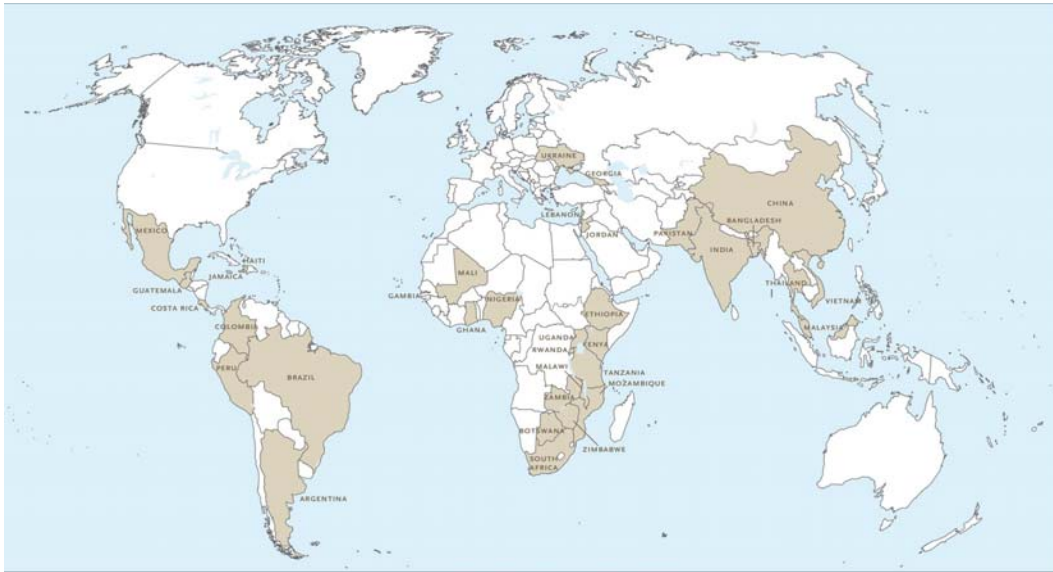 UKRAINE
GEORGIA
CHINA
LEBANON
BANGLADESH
MEXICO
JORDAN
PAKISTAN
INDIA
HAITI
MALI
JAMAICA
THAILAND
GUATEMALA
GAMBIA
NIGERIA
VIETNAM
COSTA RICA
ETHIOPIA
COLOMBIA
GHANA
MALAYSIA
UGANDA
KENYA
RWANDA
PERU
MALAWI
TANZANIA
BRAZIL
MOZAMBIQUE
ZAMBIA
BOTSWANA
ZIMBABWE
SOUTH
AFRICA
ARGENTINA